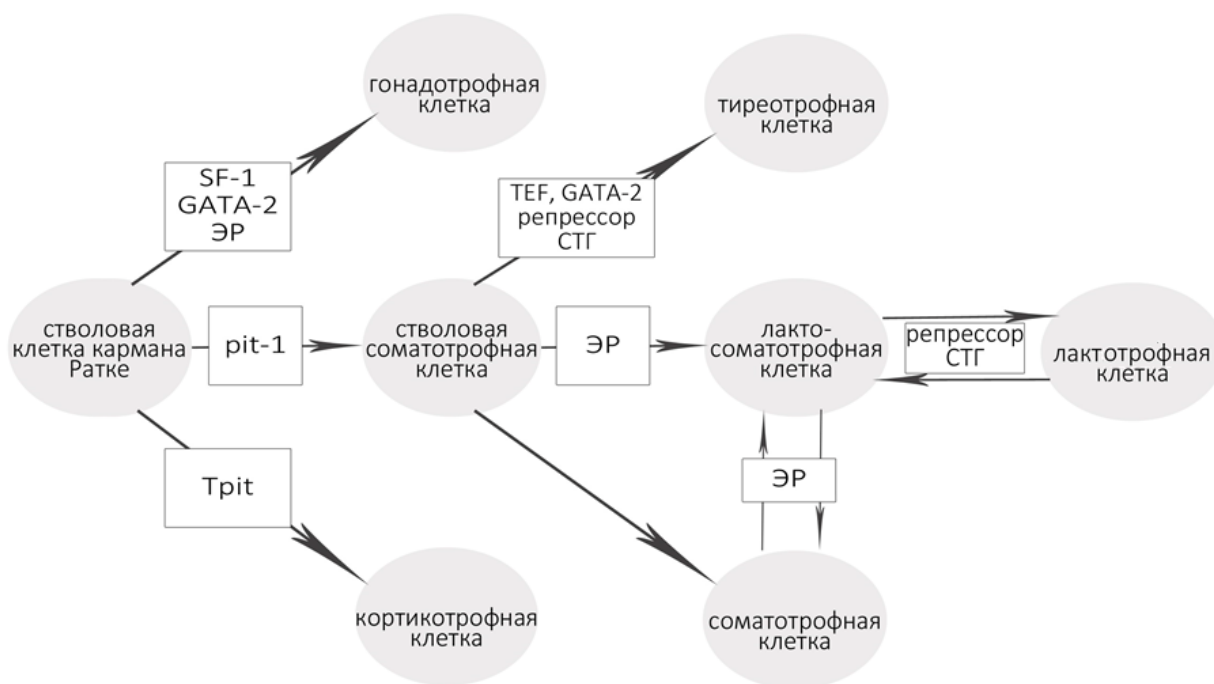 гонадотрофная
клетка
тиреотрофная
клетка
SF-1
GATA-2
ЭР
TEF, GATA-2
репрессор
СТГ
стволовая
клетка кармана
Ратке
pit-1
стволовая
соматотрофная
клетка
ЭР
лакто-
соматотрофная
клетка
репрессор
СТГ
лактотрофная
клетка
Tpit
ЭР
кортикотрофная
клетка
соматотрофная
клетка